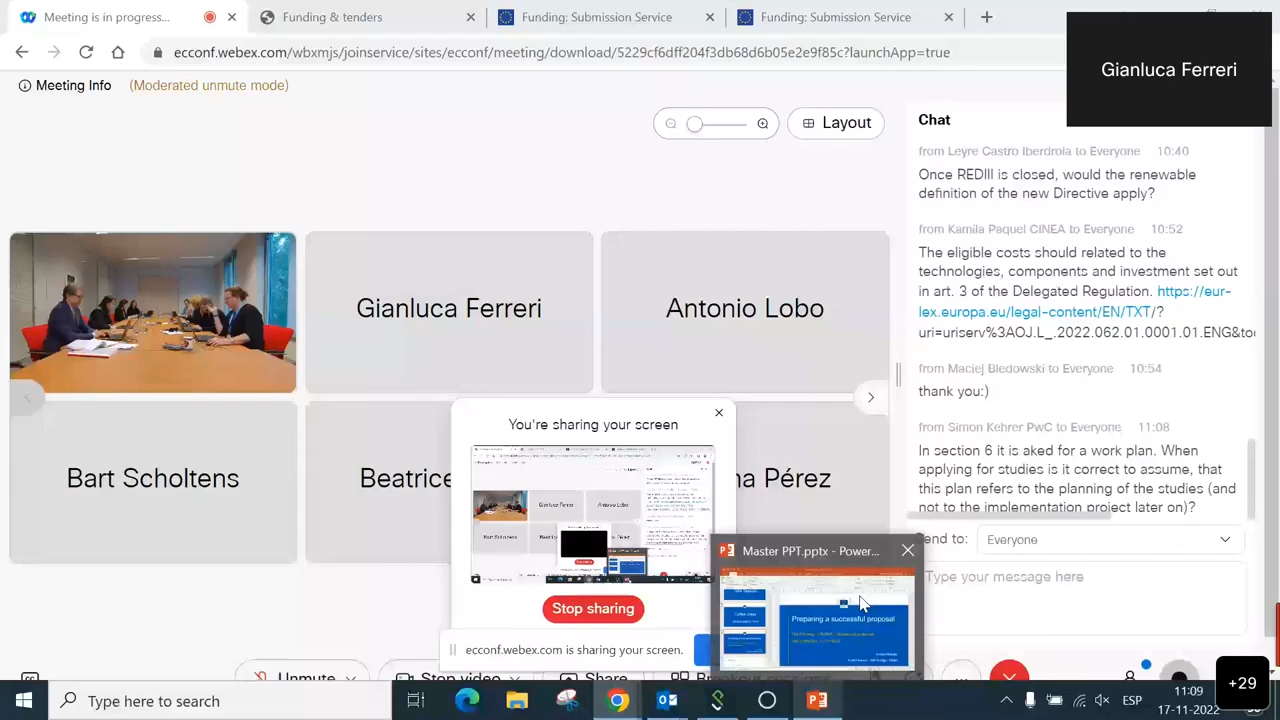 Meeting is in progress...
Funding & tenders
Funding: Submission Service
Funding: Submission Service
ecconf.webex.com/wbxmjs/joinservice/sites/ecconf/meeting/download/5229cf6dff204f3db68d6b05e2e9f85c?launchApp=true
Gianluca Ferreri
Meeting Info
(Moderated unmute mode)
Layout
Chat
from Leyre Castro Iberdrola to Everyone 10:40
Once REDIII is closed, would the renewable
definition of the new Directive apply?
from Kamila Paquel CINEA to Everyone 10:52
The eligible costs should related to the
technologies, components and investment set out
in art. 3 of the Delegated Regulation. https://eur-
lex.europa.eu/legal-content/EN/TXT/?
uri=uriserv%3AOJ.L_.2022.062.01.0001.01.ENG&toc
from Maciej Bledowski to Everyone 10:54
thank you:)
from Simon Kehrer PwC to Everyone 11:08
In section 6 it is aked for a work plan. When
applying for studies is it correct to assume, that
this plan refers to the planning of the studies (and
not to the implementation project later on)?
Gianluca Ferreri
Antonio Lobo
Bart Scholtens
Beatrice
na Pérez
You're sharing your screen
Stop sharing
conf.webex.com is sharing your screen.
Master PPT.pptx - Power...
Preparing a successful proposal
end to:
Everyone
Type your message here
Unmute
Share
+29
Type here to search
ESP
11:09
17-11-2022